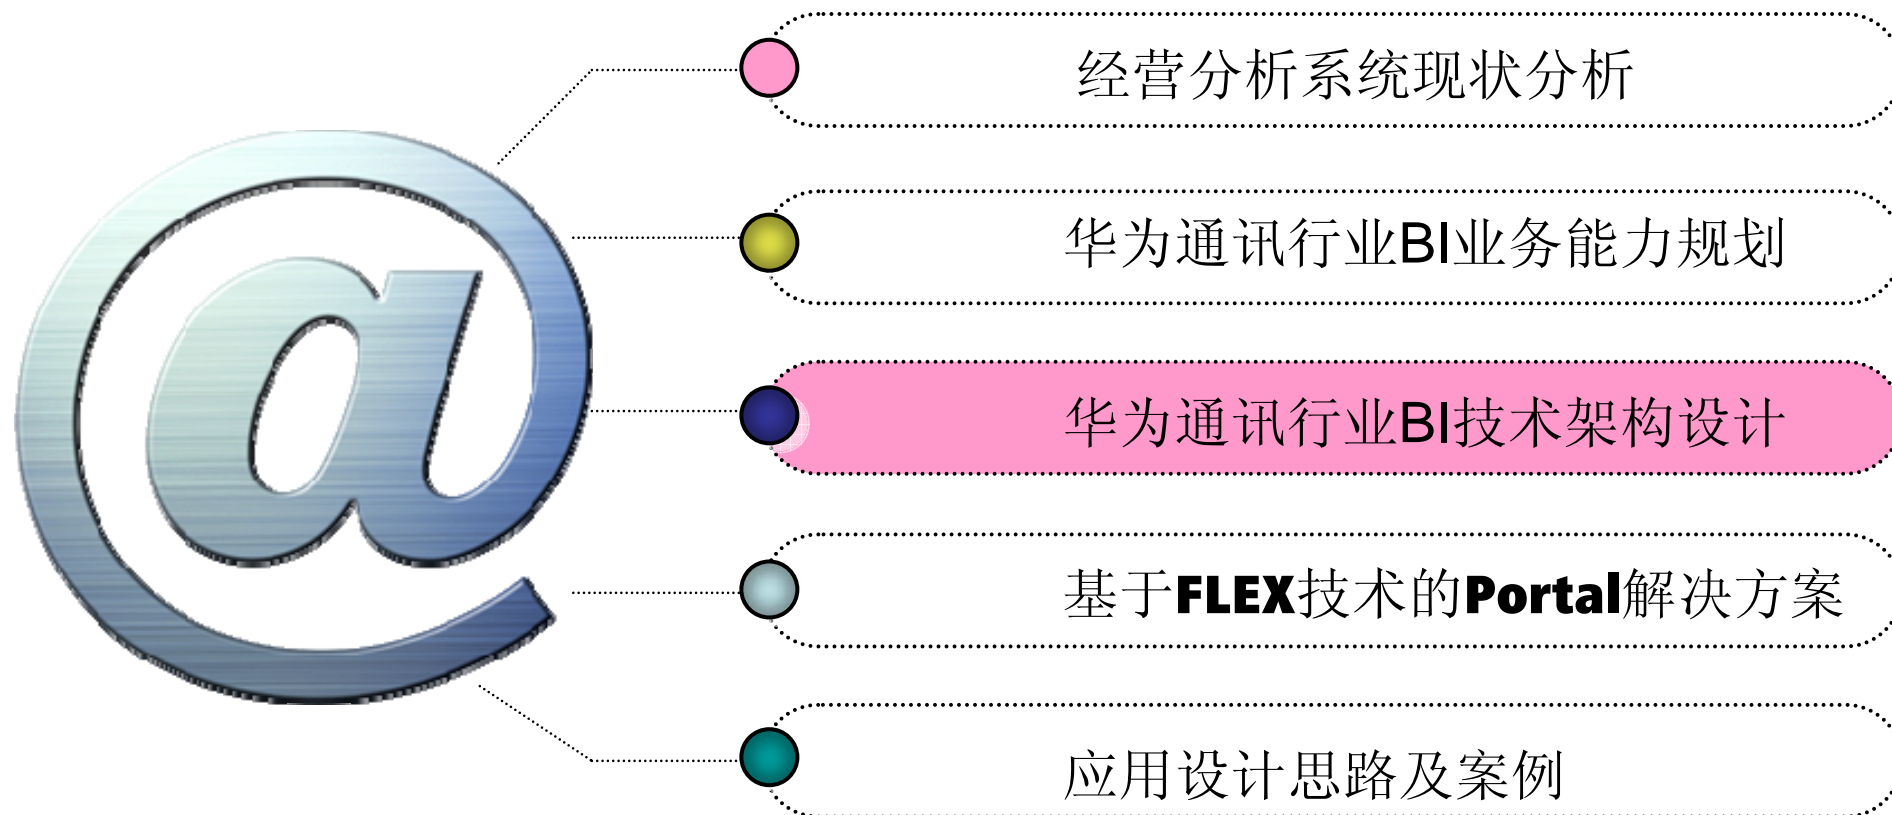 经营分析系统现状分析
华为通讯行业BI业务能力规划
华为通讯行业BI技术架构设计
基于FLEX技术的Portal解决方案
应用设计思路及案例